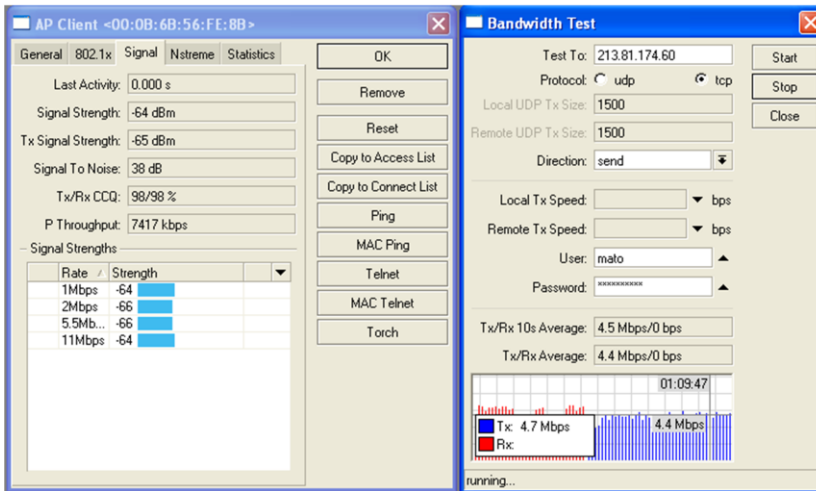 AP Client <00:0B:6B:56:FE:8B>
General 802.1x Signal Nstreme Statistics
Last Activity: 0.000 s
Signal Strength: -64 dBm
Tx Signal Strength: -65 dBm
Signal To Noise: 38 dB
Tx/Rx CCQ: 98/98 %
P Throughput: 7417 kbps
Signal Strengths
Rate Strength
1Mbps -64
2Mbps -66
5.5Mb... -66
11Mbps -64
OK
Remove
Reset
Copy to Access List
Copy to Connect List
Ping
MAC Ping
Telnet
MAC Telnet
Torch
Bandwidth Test
Test To: 213.81.174.60
Protocol: udp tcp
Local UDP Tx Size: 1500
Remote UDP Tx Size: 1500
Direction: send
Local Tx Speed: bps
Remote Tx Speed: bps
User: mato
Password: **********
Tx/Rx 10s Average: 4.5 Mbps/0 bps
Tx/Rx Average: 4.4 Mbps/0 bps
01:09:47
Tx: 4.7 Mbps
Rx:
4.4 Mbps
running...
Start
Stop
Close